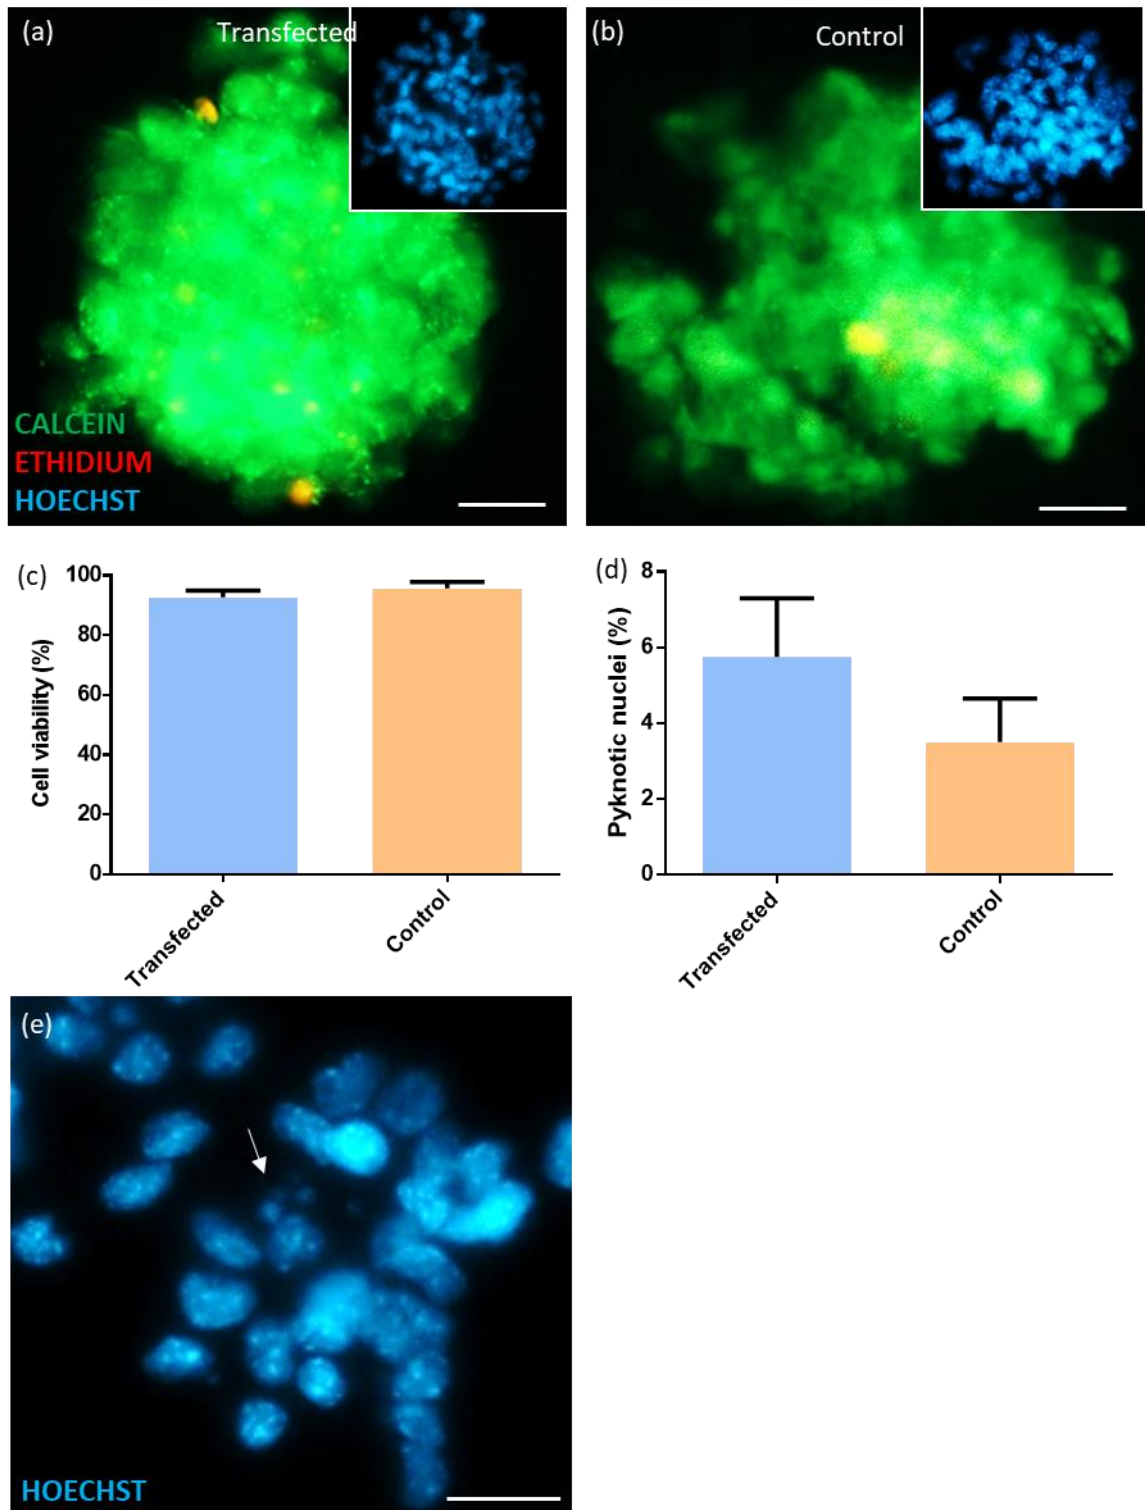 (a)
Transfected
CALCEIN
ETHIDIUM
HOECHST
(b)
Control
(c)
Cell viability (%)
100
80
60
40
20
0
Transfected
Control
(d)
Pyknotic nuclei (%)
8
6
4
2
0
Transfected
Control
(e)
HOECHST